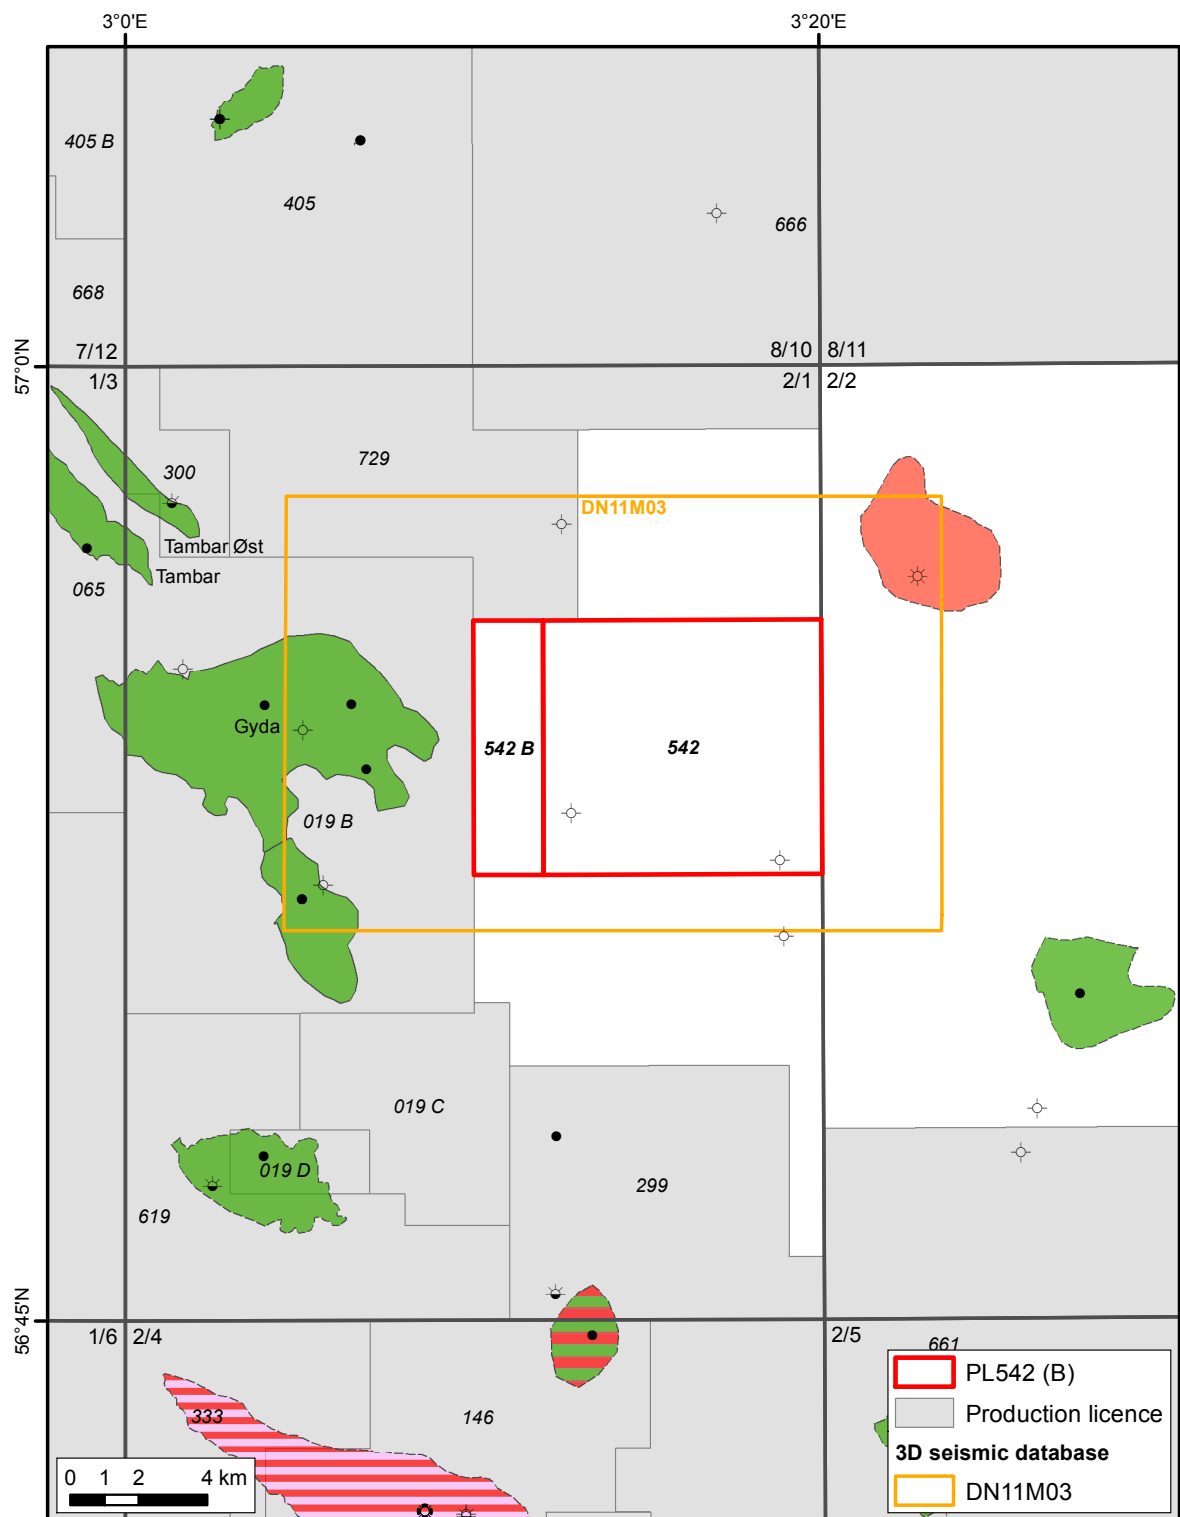 3°0'E
3°20'E
405 B
405
666
668
7/12
8/10
8/11
57°0'N
1/3
2/1
2/2
300
729
DN11M03
Tambar Øst
Tambar
065
Gyda
542 B
542
019 B
019 C
019 D
299
619
56°45'N
1/6
2/4
2/5
661
333
146
PL542 (B)
Production licence
3D seismic database
DN11M03
0 1 2 4 km